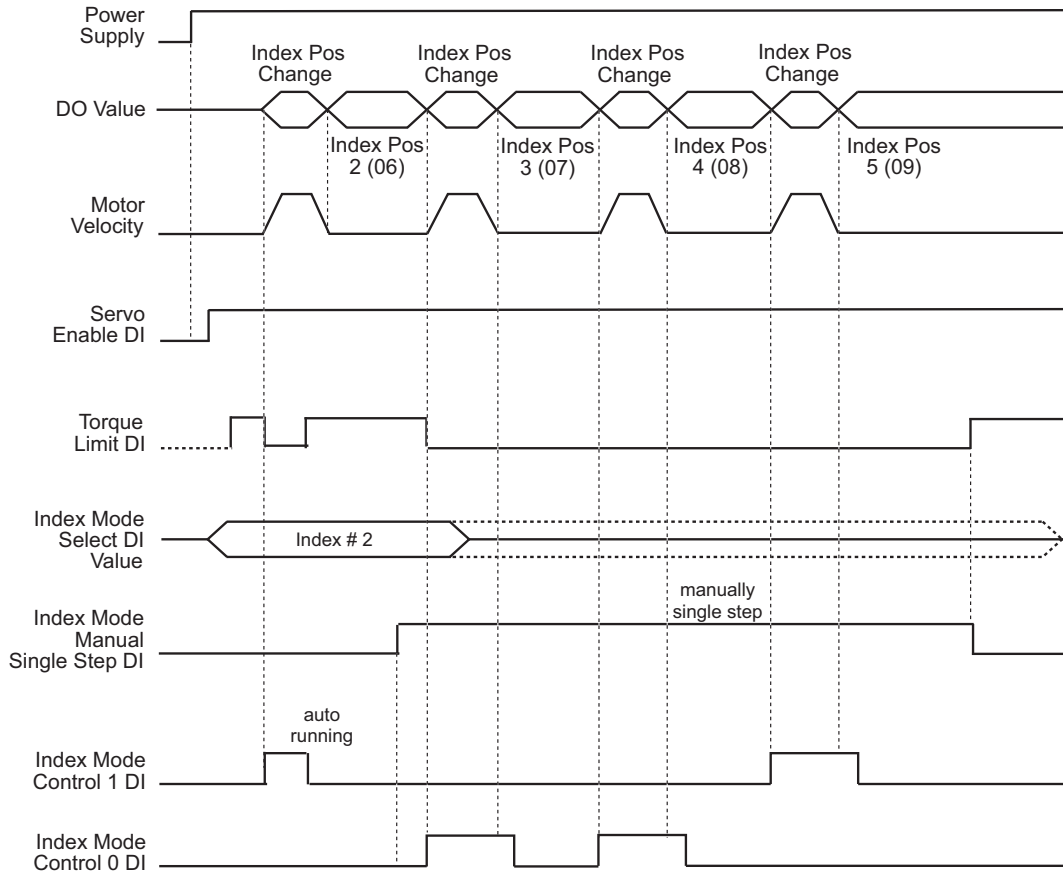 Power
Supply
Index Pos
Change
Index Pos
Change
Index Pos
Change
Index Pos
Change
DO Value
Index Pos
2 (06)
Index Pos
3 (07)
Index Pos
4 (08)
Index Pos
5 (09)
Motor
Velocity
Servo
Enable DI
Torque
Limit DI
Index Mode
Select DI
Value
Index # 2
manually
single step
Index Mode
Manual
Single Step DI
auto
running
Index Mode
Control 1 DI
Index Mode
Control 0 DI